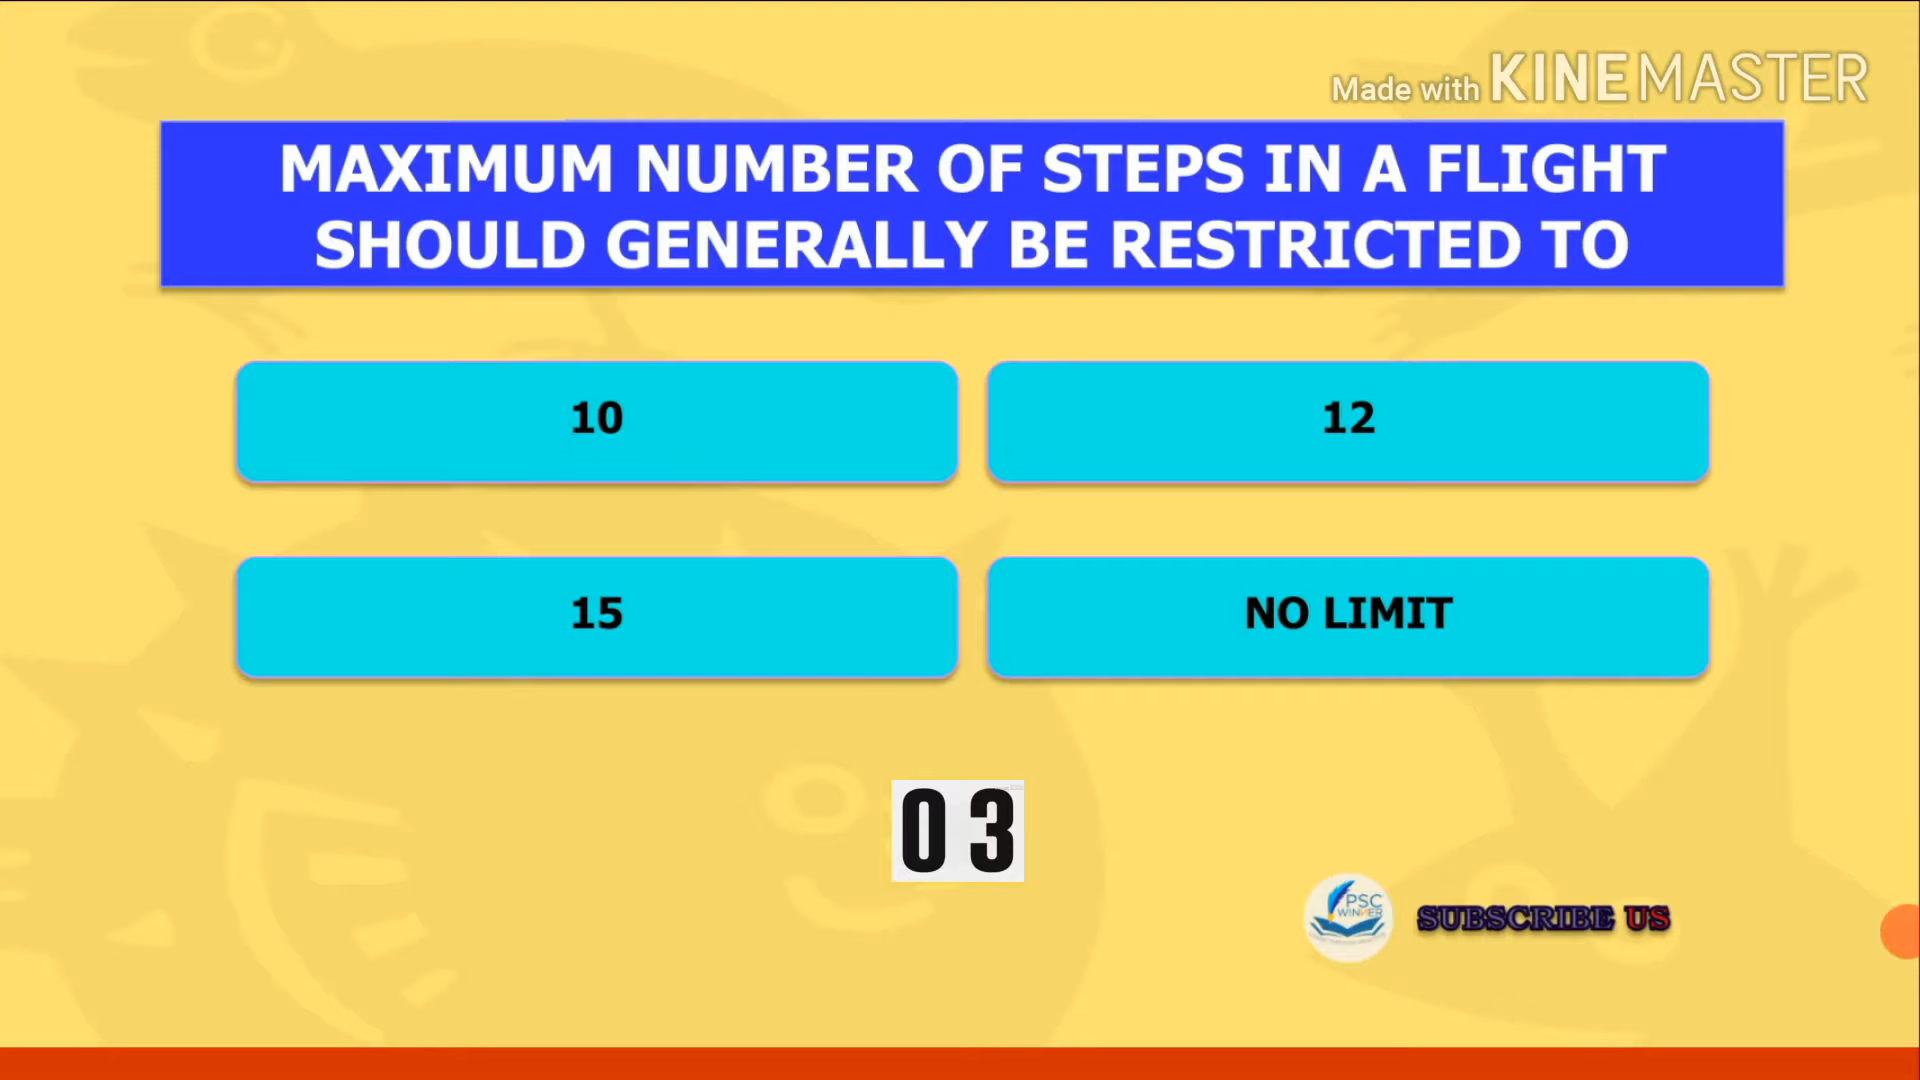 Made with KINEMASTER
MAXIMUM NUMBER OF STEPS IN A FLIGHT
SHOULD GENERALLY BE RESTRICTED TO
10
12
15
NO LIMIT
03
PSC
WINNER
SUBSCRIBE US